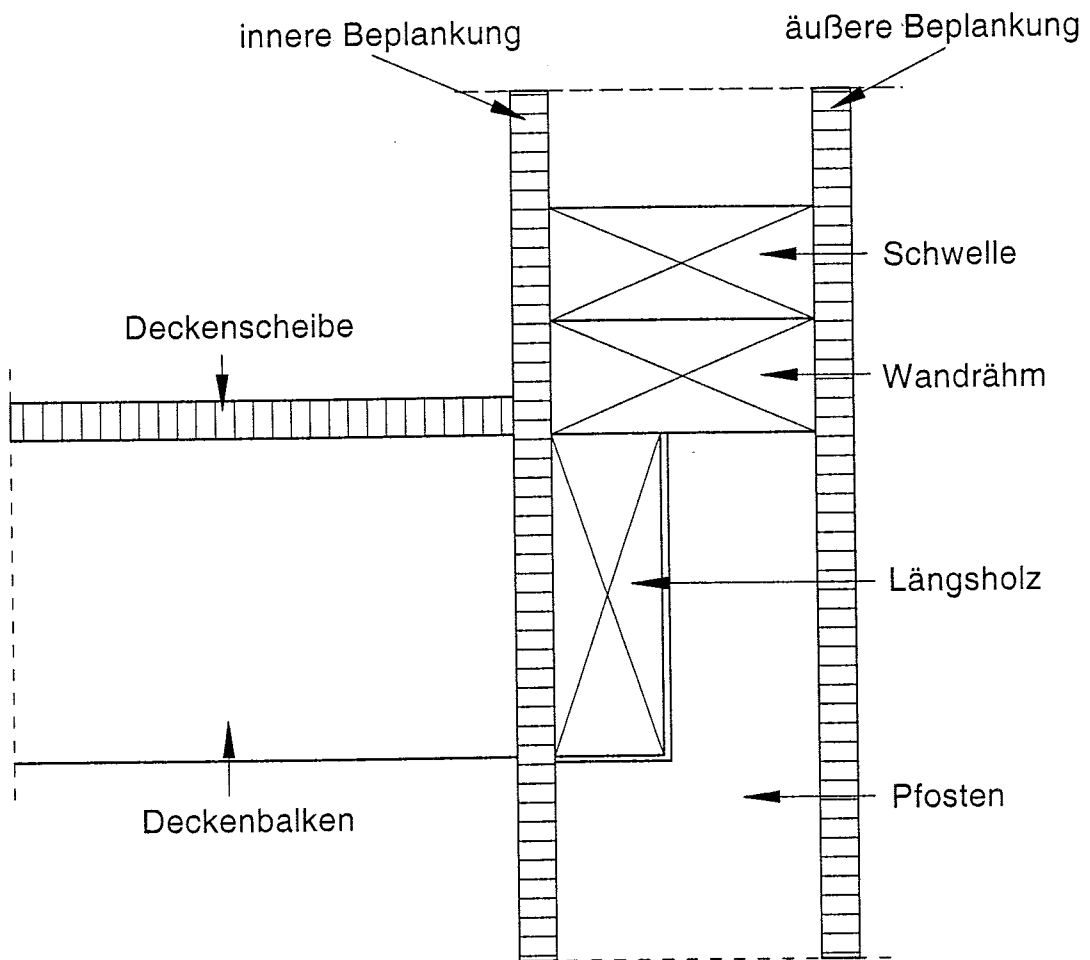 innere Beplankung
äußere Beplankung
Schwelle
Deckenscheibe
Wandrähm
Längsholz
Pfosten
Deckenbalken